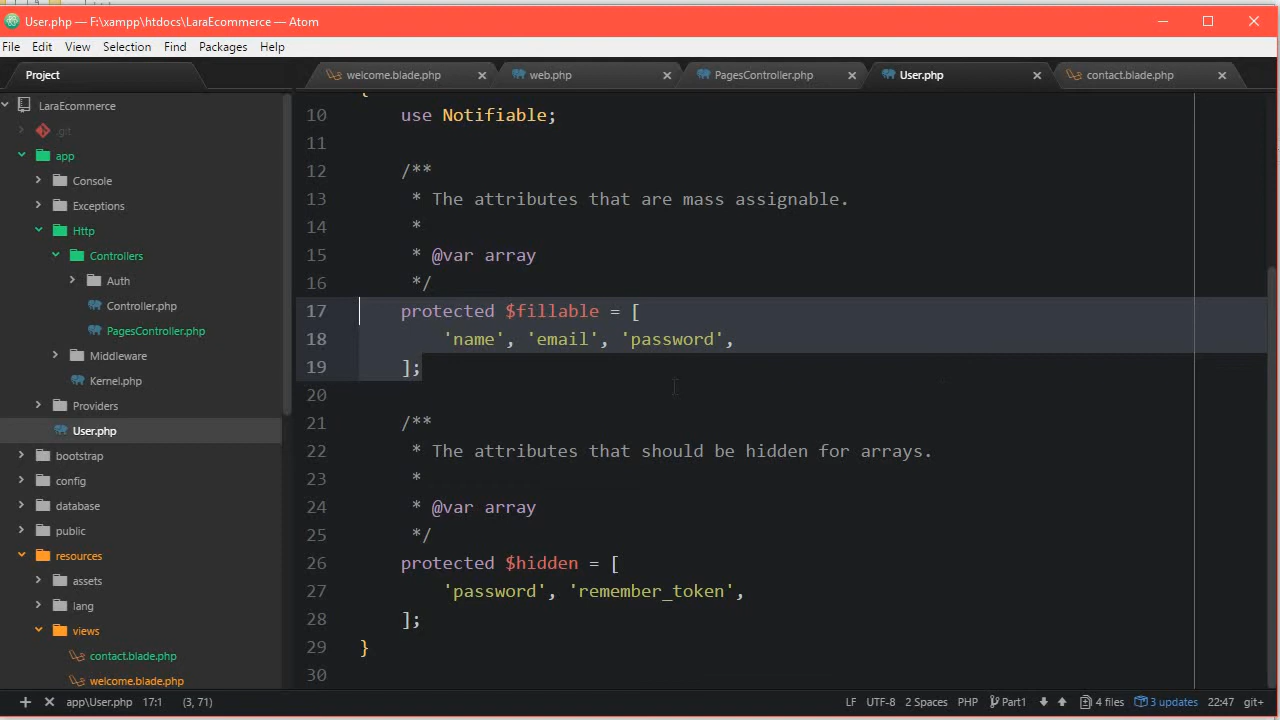 User.php — F:\xampp\htdocs\LaraEcommerce — Atom
File Edit View Selection Find Packages Help
Project
welcome.blade.php
web.php
PagesController.php
User.php
contact.blade.php
LaraEcommerce
.git
app
Console
Exceptions
Http
Controllers
Auth
Controller.php
PagesController.php
Middleware
Kernel.php
Providers
User.php
bootstrap
config
database
public
resources
assets
lang
views
contact.blade.php
welcome.blade.php
{
10 use Notifiable;
11
12 /**
13 * The attributes that are mass assignable.
14 *
15 * @var array
16 */
17 protected $fillable = [
18 'name', 'email', 'password',
19 ];
20
21 /**
22 * The attributes that should be hidden for arrays.
23 *
24 * @var array
25 */
26 protected $hidden = [
27 'password', 'remember_token',
28 ];
29 }
30
app\User.php 17:1 (3, 71) LF UTF-8 2 Spaces PHP Part1 4 files 3 updates 22:47 git+